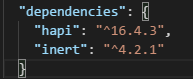 "dependencies": {
"hapi": "^16.4.3",
"inert": "^4.2.1"
}